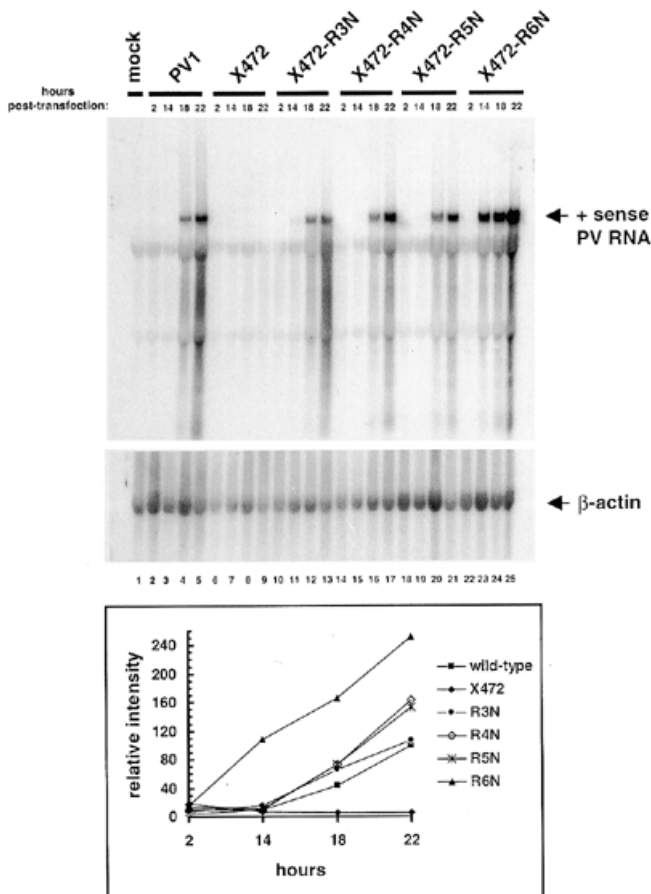 mock PV1 X472 X472-R3N X472-R4N X472-R5N X472-R6N
hours
post-transfection: 2 14 18 22 2 14 18 22 2 14 18 22 2 14 18 22 2 14 18 22 2 14 18 22
+ sense
PV RNA
β-actin
1 2 3 4 5 6 7 8 9 10 11 12 13 14 15 16 17 18 19 20 21 22 23 24 25
relative intensity
240
200
160
120
80
40
0
2 14 18 22
hours
wild-type
X472
R3N
R4N
R5N
R6N